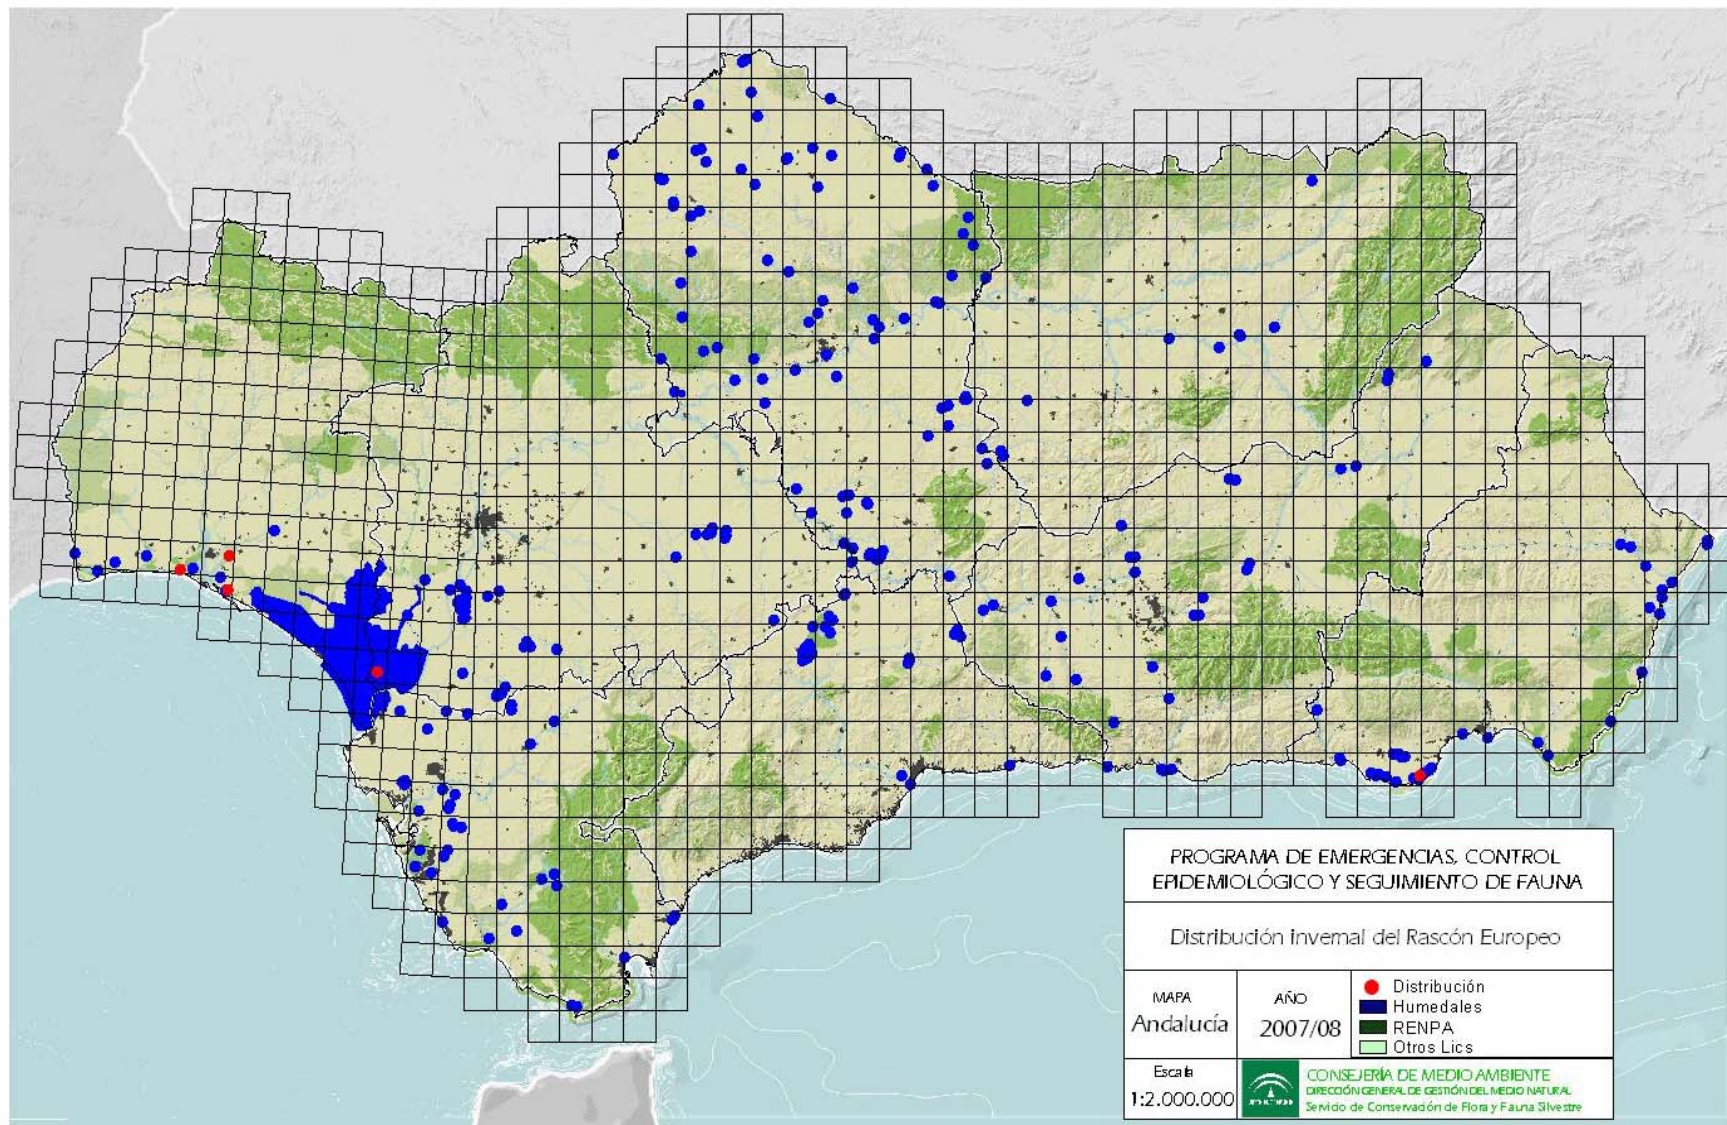 PROGRAMA DE EMERGENCIAS, CONTROL
EPIDEMIOLÓGICO Y SEGUIMIENTO DE FAUNA
Distribución invernal del Rascón Europeo
MAPA
Andalucía
AÑO
2007/08
Distribución
Humedales
RENPA
Otros Lics
Escala
1:2.000.000
CONSEJERÍA DE MEDIO AMBIENTE
DIRECCIÓN GENERAL DE GESTIÓN DEL MEDIO NATURAL
Servicio de Conservación de Flora y Fauna Silvestre